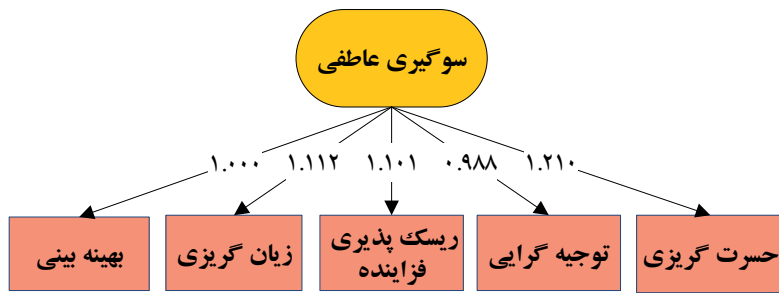 سوگیری عاطفی
۱.۰۰۰ ۱.۱۱۲ ۱.۱۰۱ ۰.۹۸۸ ۱.۲۱۰
بهینه بینی
زیان گریزی
ریسک پذیری
فزاینده
توجیه گرایی
حسرت گریزی